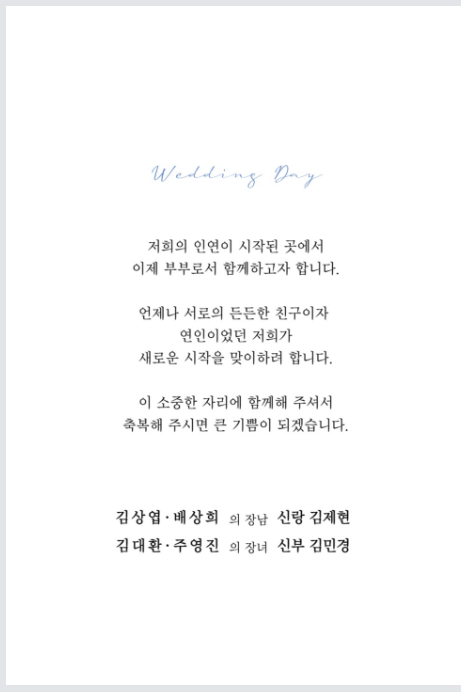 Wedding Day
저희의 인연이 시작된 곳에서
이제 부부로서 함께하고자 합니다.
언제나 서로의 든든한 친구이자
연인이었던 저희가
새로운 시작을 맞이하려 합니다.
이 소중한 자리에 함께해 주셔서
축복해 주시면 큰 기쁨이 되겠습니다.
김상엽 · 배상희 의 장남 신랑 김제현
김대환 · 주영진 의 장녀 신부 김민경